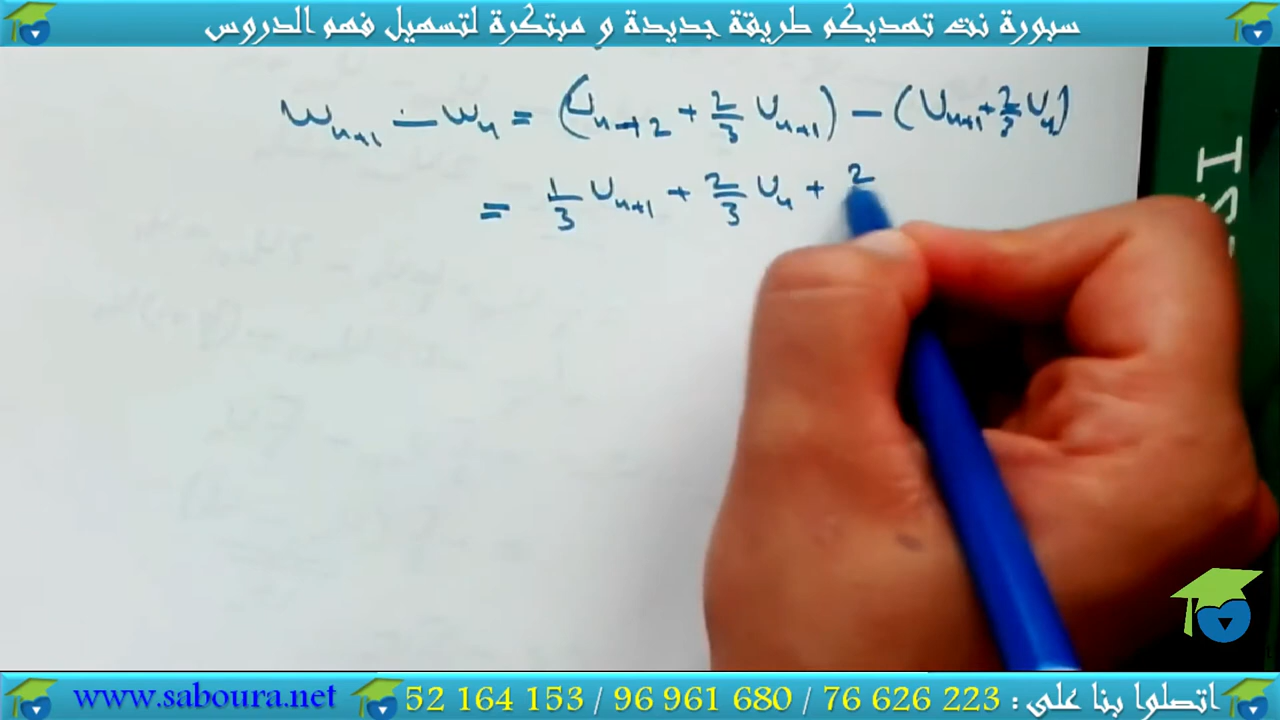 سبورة نت تهديكم طريقة جديدة و مبتكرة لتسهيل فهم الدروس
W_{n+1} - W_n = (U_{n+2} + 2/3 U_{n+1}) - (U_{n+1} + 2/3 U_n)
= 1/3 U_{n+1} + 2/3 U_n + 2
www.saboura.net 52 164 153 / 96 961 680 / 76 626 223 : اتصلوا بنا على